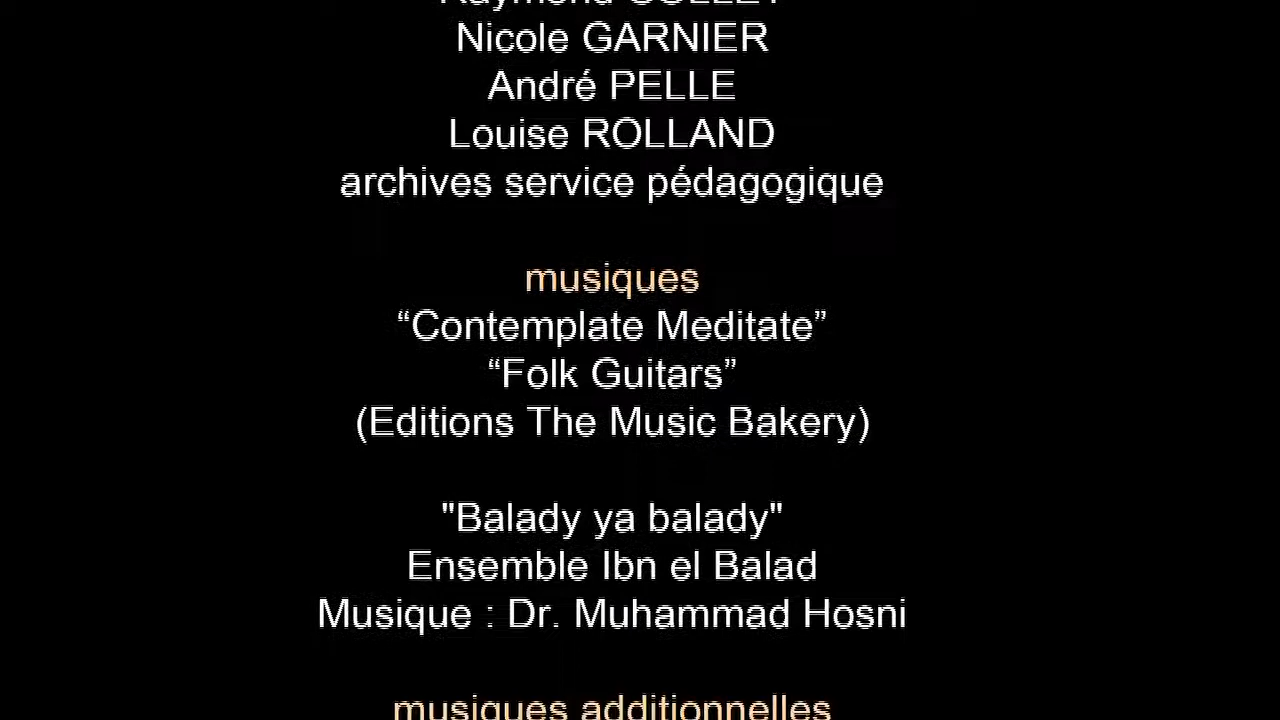 Nicole GARNIER
André PELLE
Louise ROLLAND
archives service pédagogique
musiques
“Contemplate Meditate”
“Folk Guitars”
(Editions The Music Bakery)
"Balady ya balady"
Ensemble Ibn el Balad
Musique : Dr. Muhammad Hosni
musiques additionnelles